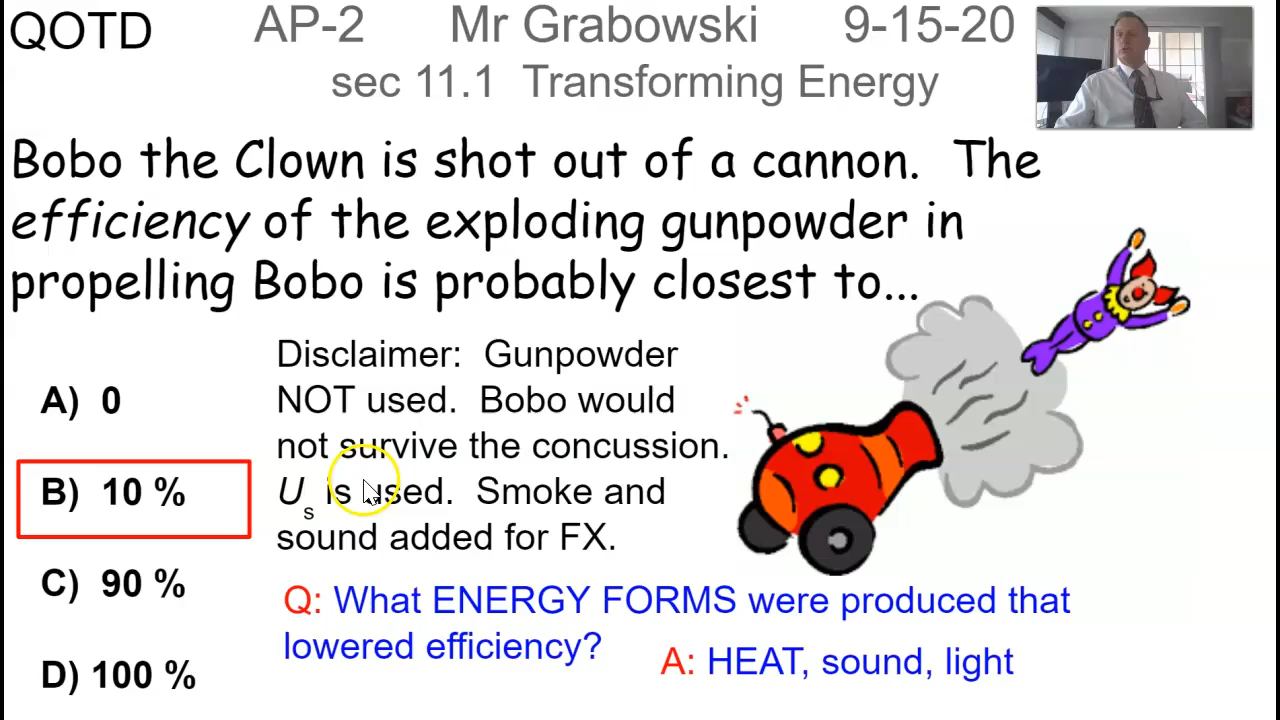 QOTD AP-2 Mr Grabowski 9-15-20
sec 11.1 Transforming Energy
Bobo the Clown is shot out of a cannon. The
efficiency of the exploding gunpowder in
propelling Bobo is probably closest to...
Disclaimer: Gunpowder
A) 0
NOT used. Bobo would
not survive the concussion.
B) 10 %
Us is used. Smoke and
sound added for FX.
C) 90 %
Q: What ENERGY FORMS were produced that
lowered efficiency?
A: HEAT, sound, light
D) 100 %